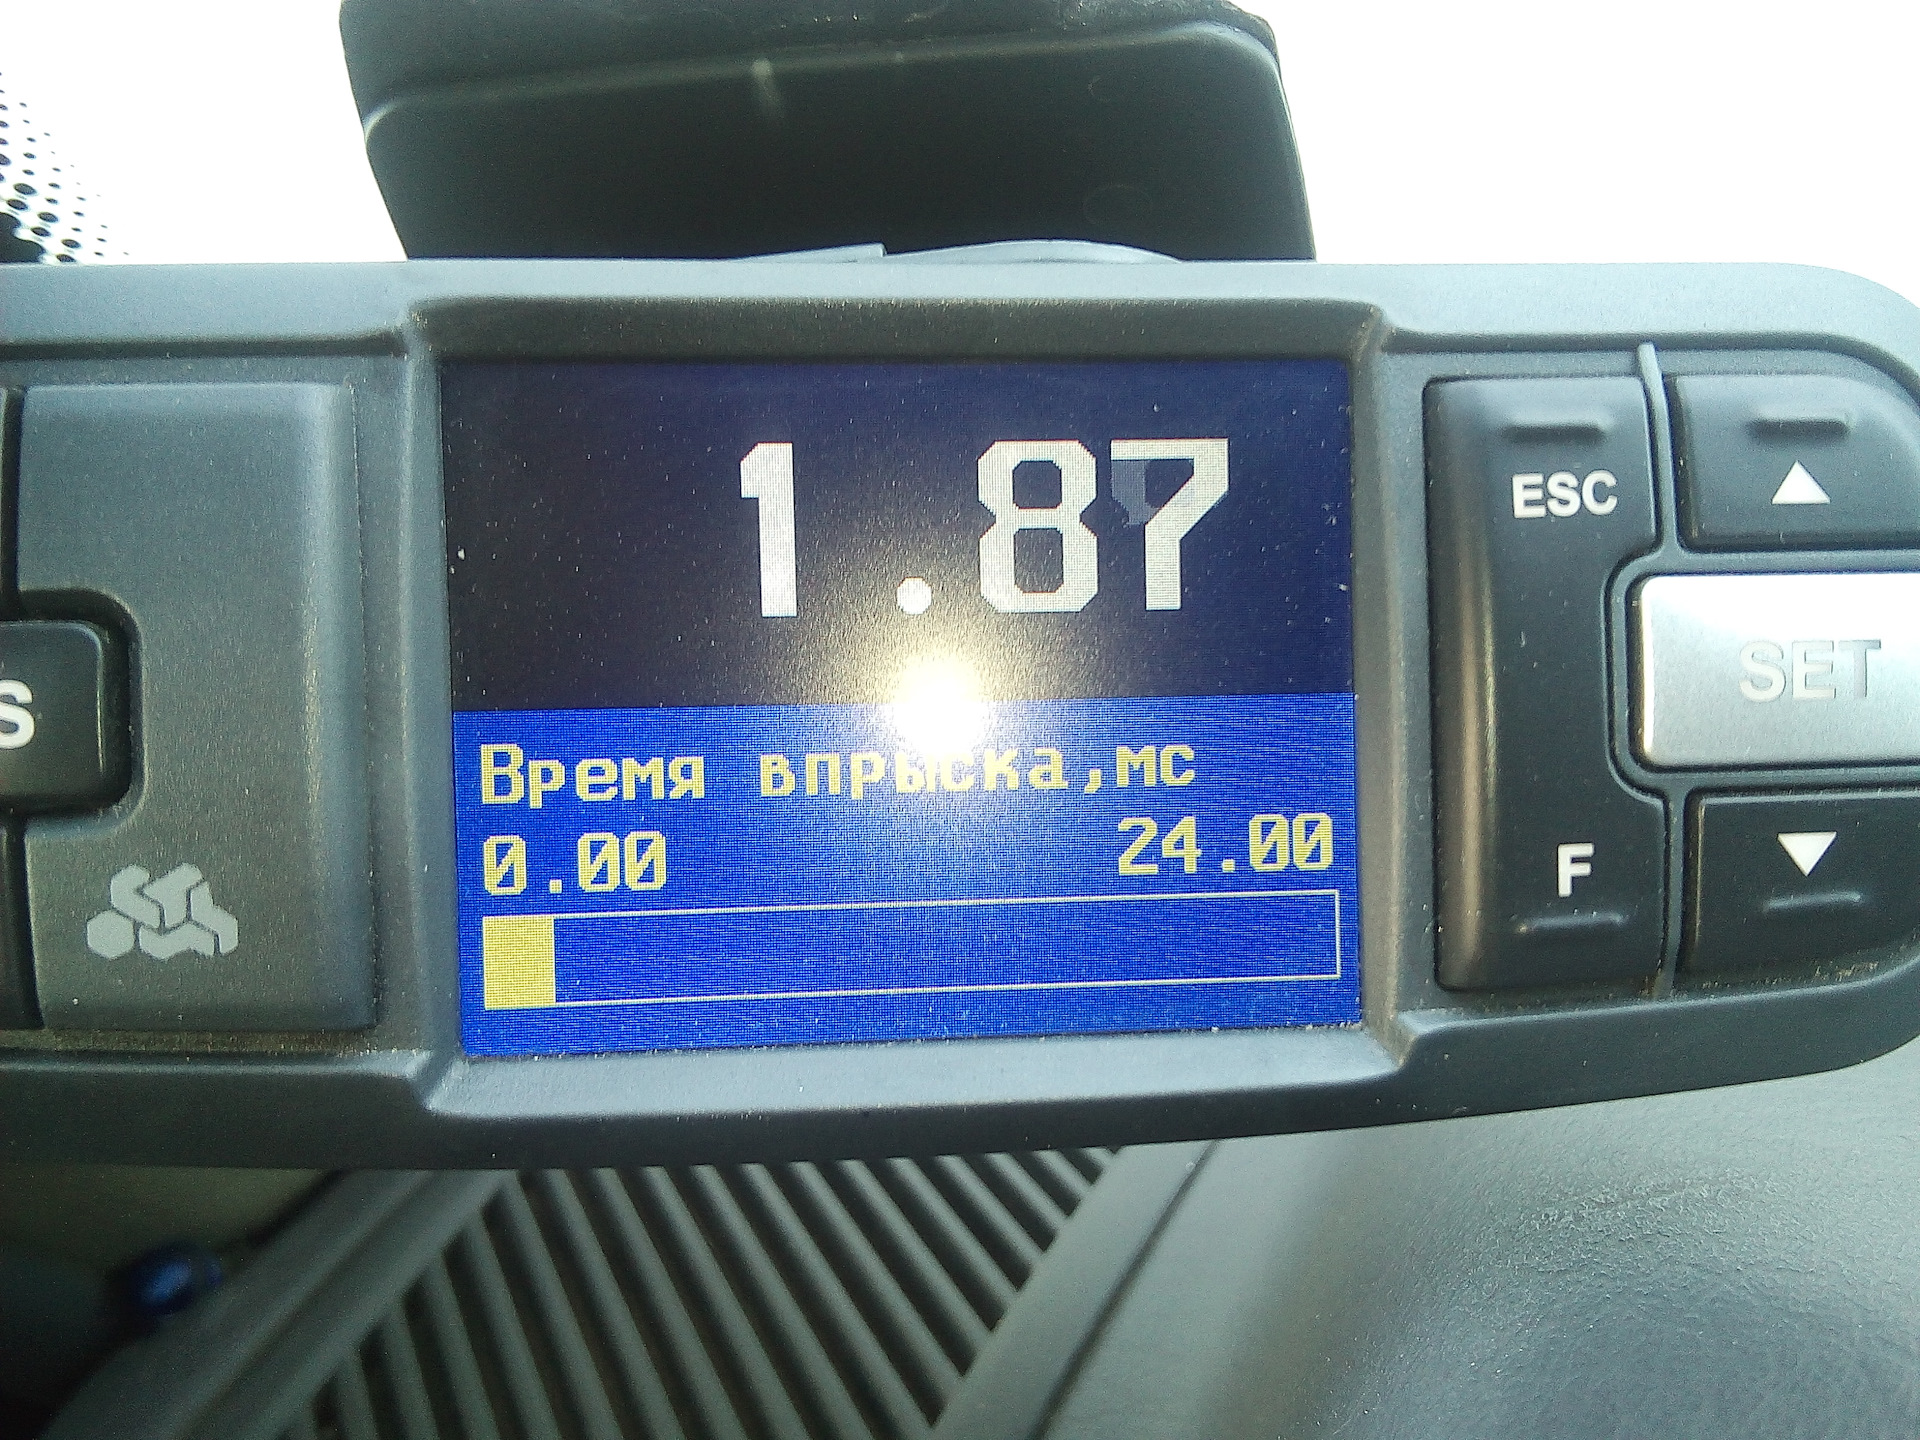 1.87
Время впрыска,мс
0.00 24.00
ESC
SET
F
S